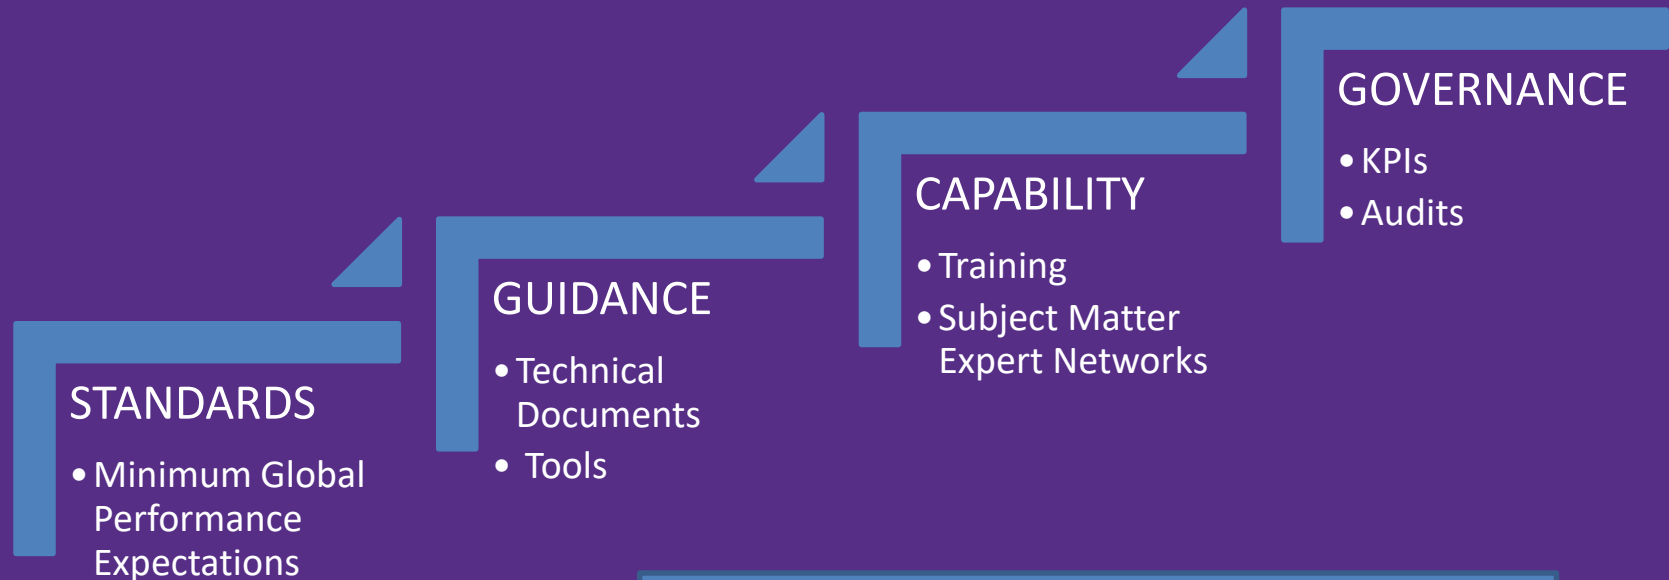 STANDARDS
• Minimum Global
Performance
Expectations
GUIDANCE
• Technical
Documents
• Tools
CAPABILITY
• Training
• Subject Matter
Expert Networks
GOVERNANCE
• KPIs
• Audits